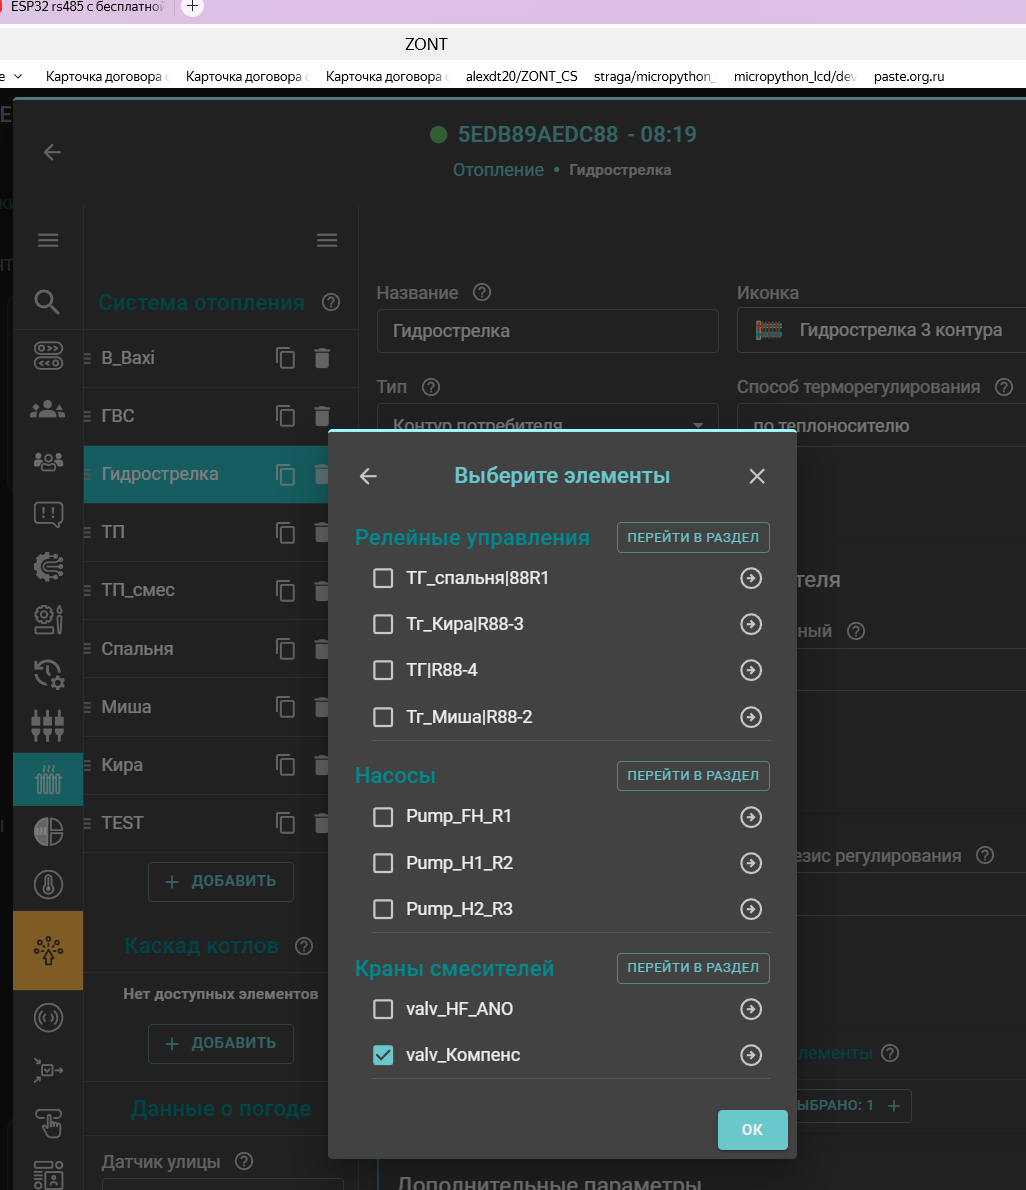 ESP32 rs485 с бесплатной
ZONT
Карточка договора
Карточка договора
Карточка договора
alexdt20/ZONT_CS
straga/micropython_
micropython_lcd/dev
paste.org.ru
5EDB89AEDC88 - 08:19
Отопление • Гидрострелка
Система отопления
B_Baxi
ГВС
Гидрострелка
ТП
ТП_смес
Спальня
Миша
Кира
TEST
+ ДОБАВИТЬ
Каскад котлов
Нет доступных элементов
+ ДОБАВИТЬ
Данные о погоде
Датчик улицы
Название
Гидрострелка
Иконка
Гидрострелка 3 контура
Тип
Контур потребителя
Способ терморегулирования
по теплоносителю
Выберите элементы
Релейные управления
ПЕРЕЙТИ В РАЗДЕЛ
ТГ_спальня|88R1
Тг_Кира|R88-3
ТГ|R88-4
Тг_Миша|R88-2
Насосы
ПЕРЕЙТИ В РАЗДЕЛ
Pump_FH_R1
Pump_H1_R2
Pump_H2_R3
Краны смесителей
ПЕРЕЙТИ В РАЗДЕЛ
valv_HF_ANO
valv_Компенс
ОК
теля
ный
езис регулирования
лементы
ЫБРАНО: 1 +
Дополнительные параметры